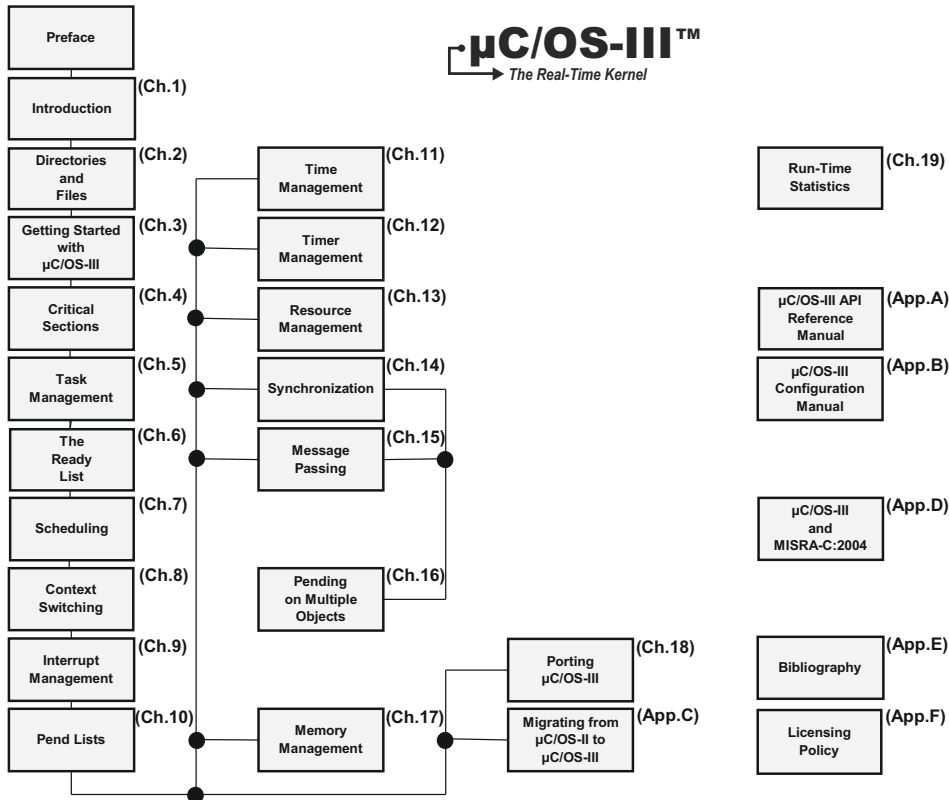 Preface
µC/OS-III™
The Real-Time Kernel
Introduction
(Ch.1)
Directories
and
Files
(Ch.2)
Getting Started
with
µC/OS-III
(Ch.3)
Critical
Sections
(Ch.4)
Task
Management
(Ch.5)
The
Ready
List
(Ch.6)
Scheduling
(Ch.7)
Context
Switching
(Ch.8)
Interrupt
Management
(Ch.9)
Pend Lists
(Ch.10)
Time
Management
(Ch.11)
Timer
Management
(Ch.12)
Resource
Management
(Ch.13)
Synchronization
(Ch.14)
Message
Passing
(Ch.15)
Pending
on Multiple
Objects
(Ch.16)
Memory
Management
(Ch.17)
Porting
µC/OS-III
(Ch.18)
Migrating from
µC/OS-II to
µC/OS-III
(App.C)
Run-Time
Statistics
(Ch.19)
µC/OS-III API
Reference
Manual
(App.A)
µC/OS-III
Configuration
Manual
(App.B)
µC/OS-III
and
MISRA-C:2004
(App.D)
Bibliography
(App.E)
Licensing
Policy
(App.F)